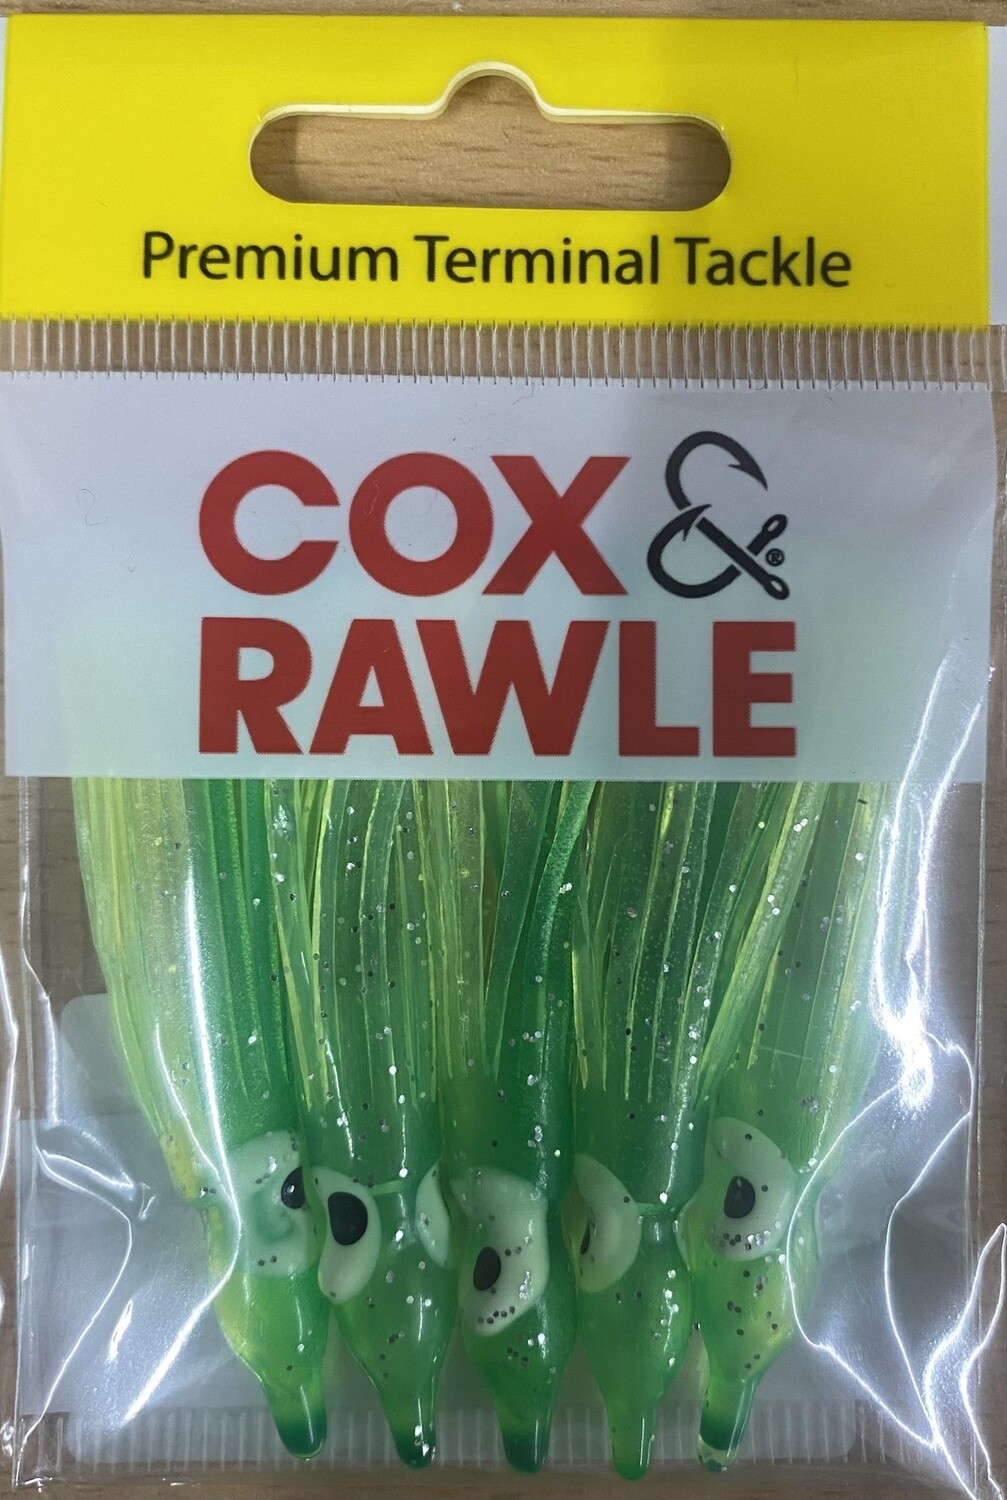 Premium Terminal Tackle
COX &®
RAWLE